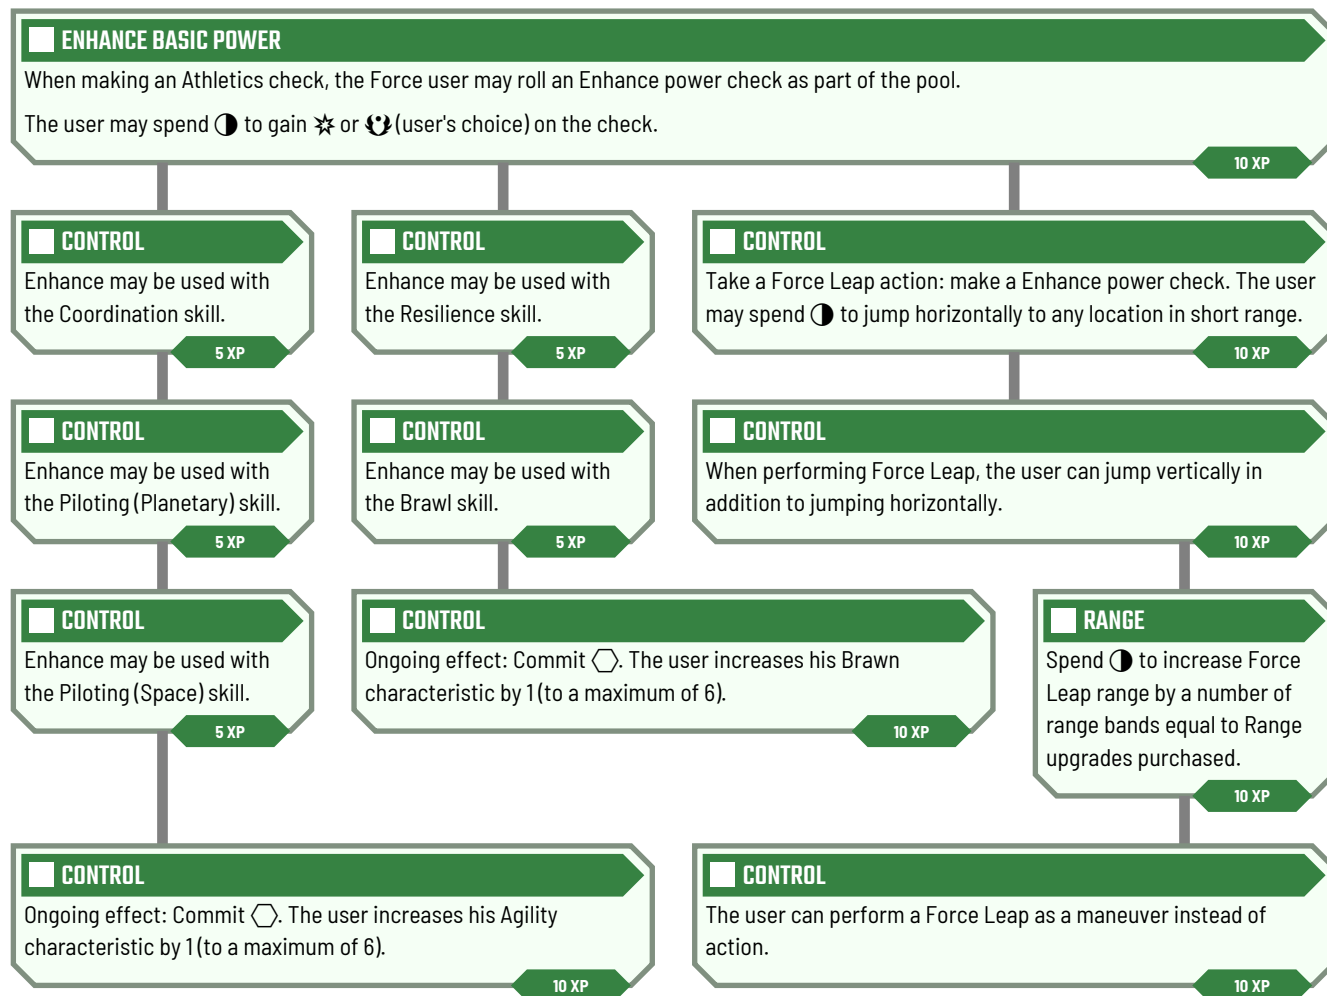 ENHANCE BASIC POWER
When making an Athletics check, the Force user may roll an Enhance power check as part of the pool.
The user may spend ◑ to gain or (user's choice) on the check.
10 XP
CONTROL
Enhance may be used with
the Coordination skill.
5 XP
CONTROL
Enhance may be used with
the Resilience skill.
5 XP
CONTROL
Take a Force Leap action: make a Enhance power check. The user
may spend ◑ to jump horizontally to any location in short range.
10 XP
CONTROL
Enhance may be used with
the Piloting (Planetary) skill.
5 XP
CONTROL
Enhance may be used with
the Brawl skill.
5 XP
CONTROL
When performing Force Leap, the user can jump vertically in
addition to jumping horizontally.
10 XP
CONTROL
Enhance may be used with
the Piloting (Space) skill.
5 XP
CONTROL
Ongoing effect: Commit ⬡. The user increases his Brawn
characteristic by 1 (to a maximum of 6).
10 XP
RANGE
Spend ◑ to increase Force
Leap range by a number of
range bands equal to Range
upgrades purchased.
10 XP
CONTROL
Ongoing effect: Commit ⬡. The user increases his Agility
characteristic by 1 (to a maximum of 6).
10 XP
CONTROL
The user can perform a Force Leap as a maneuver instead of
action.
10 XP